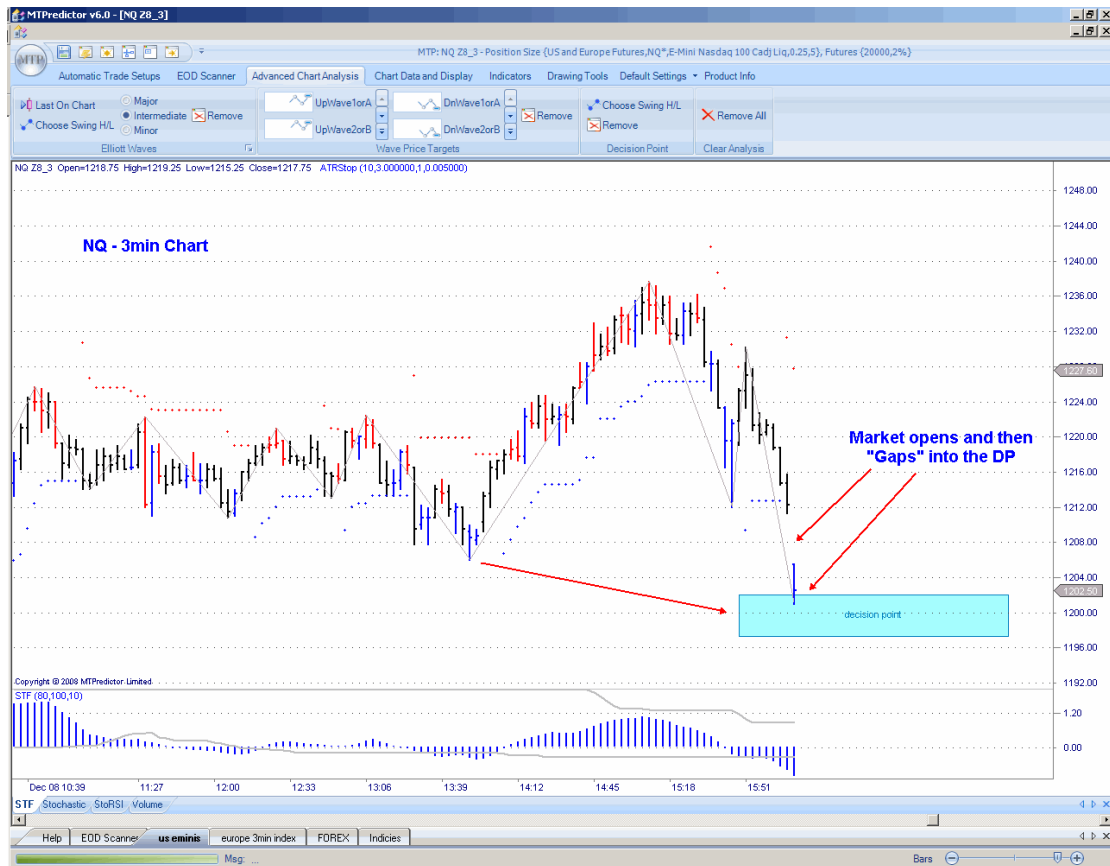 MTPredictor v6.0 - [NQ Z8_3]
MTP
MTP: NQ Z8_3 - Position Size {US and Europe Futures,NQ*,E-Mini Nasdaq 100 Cadj Liq,0.25,5}, Futures {20000,2%}
Automatic Trade Setups EOD Scanner Advanced Chart Analysis Chart Data and Display Indicators Drawing Tools Default Settings Product Info
Last On Chart
Choose Swing H/L
Major
Intermediate
Minor
Remove
Elliott Waves
UpWave1orA
UpWave2orB
DnWave1orA
DnWave2orB
Remove
Wave Price Targets
Choose Swing H/L
Remove
Decision Point
Remove All
Clear Analysis
NQ Z8_3 Open=1218.75 High=1219.25 Low=1215.25 Close=1217.75 ATRStop (10,3.000000,1,0.005000)
1248.00
NQ - 3min Chart
1244.00
1240.00
1236.00
1232.00
1227.60
1224.00
Market opens and then
"Gaps" into the DP
1220.00
1216.00
1212.00
1208.00
1204.00
1202.50
decision point
1200.00
1196.00
1192.00
Copyright @ 2008 MTPredictor Limited.
STF (80,100,10)
1.20
0.00
Dec 08 10:39 11:27 12:00 12:33 13:06 13:39 14:12 14:45 15:18 15:51
STF Stochastic StoRSI Volume
Help EOD Scanner us eminis europe 3min index FOREX Indicies
Msg: ...
Bars